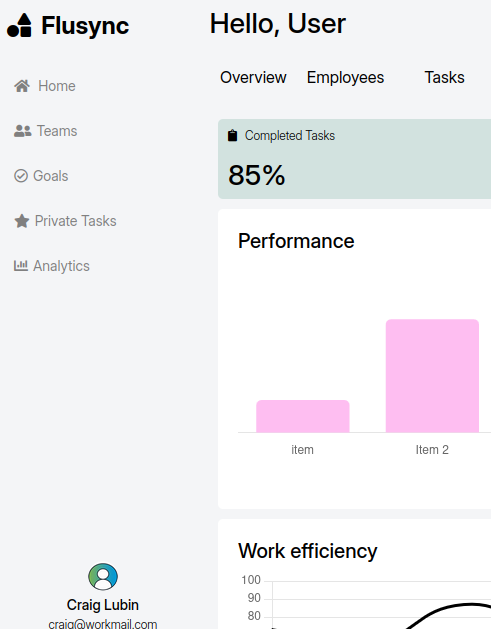 Flusync
Home
Teams
Goals
Private Tasks
Analytics
Craig Lubin
craig@workmail.com
Hello, User
Overview Employees Tasks
Completed Tasks
85%
Performance
item Item 2
Work efficiency
100
90
80